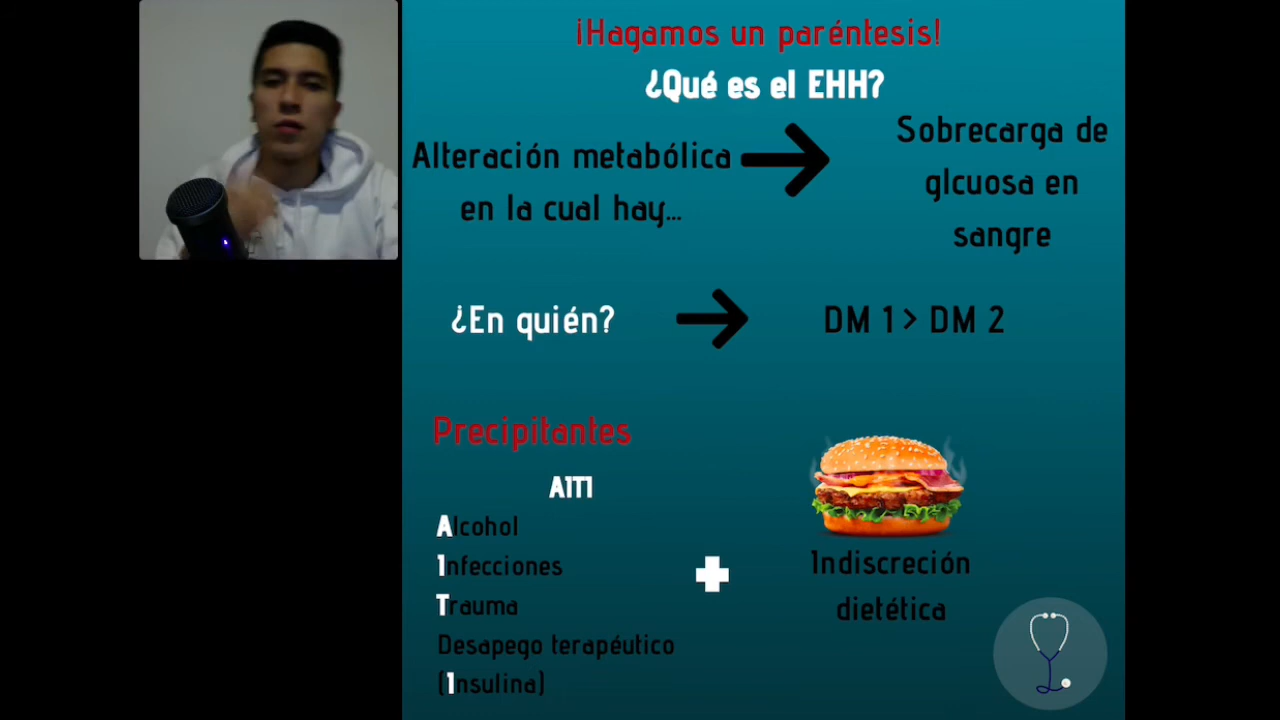 ¡Hagamos un paréntesis!
¿Qué es el EHH?
Alteración metabólica
en la cual hay...
Sobrecarga de
glcuosa en
sangre
¿En quién?
DM 1 > DM 2
Precipitantes
AITI
Alcohol
Infecciones
Trauma
Desapego terapéutico
(Insulina)
Indiscreción
dietética